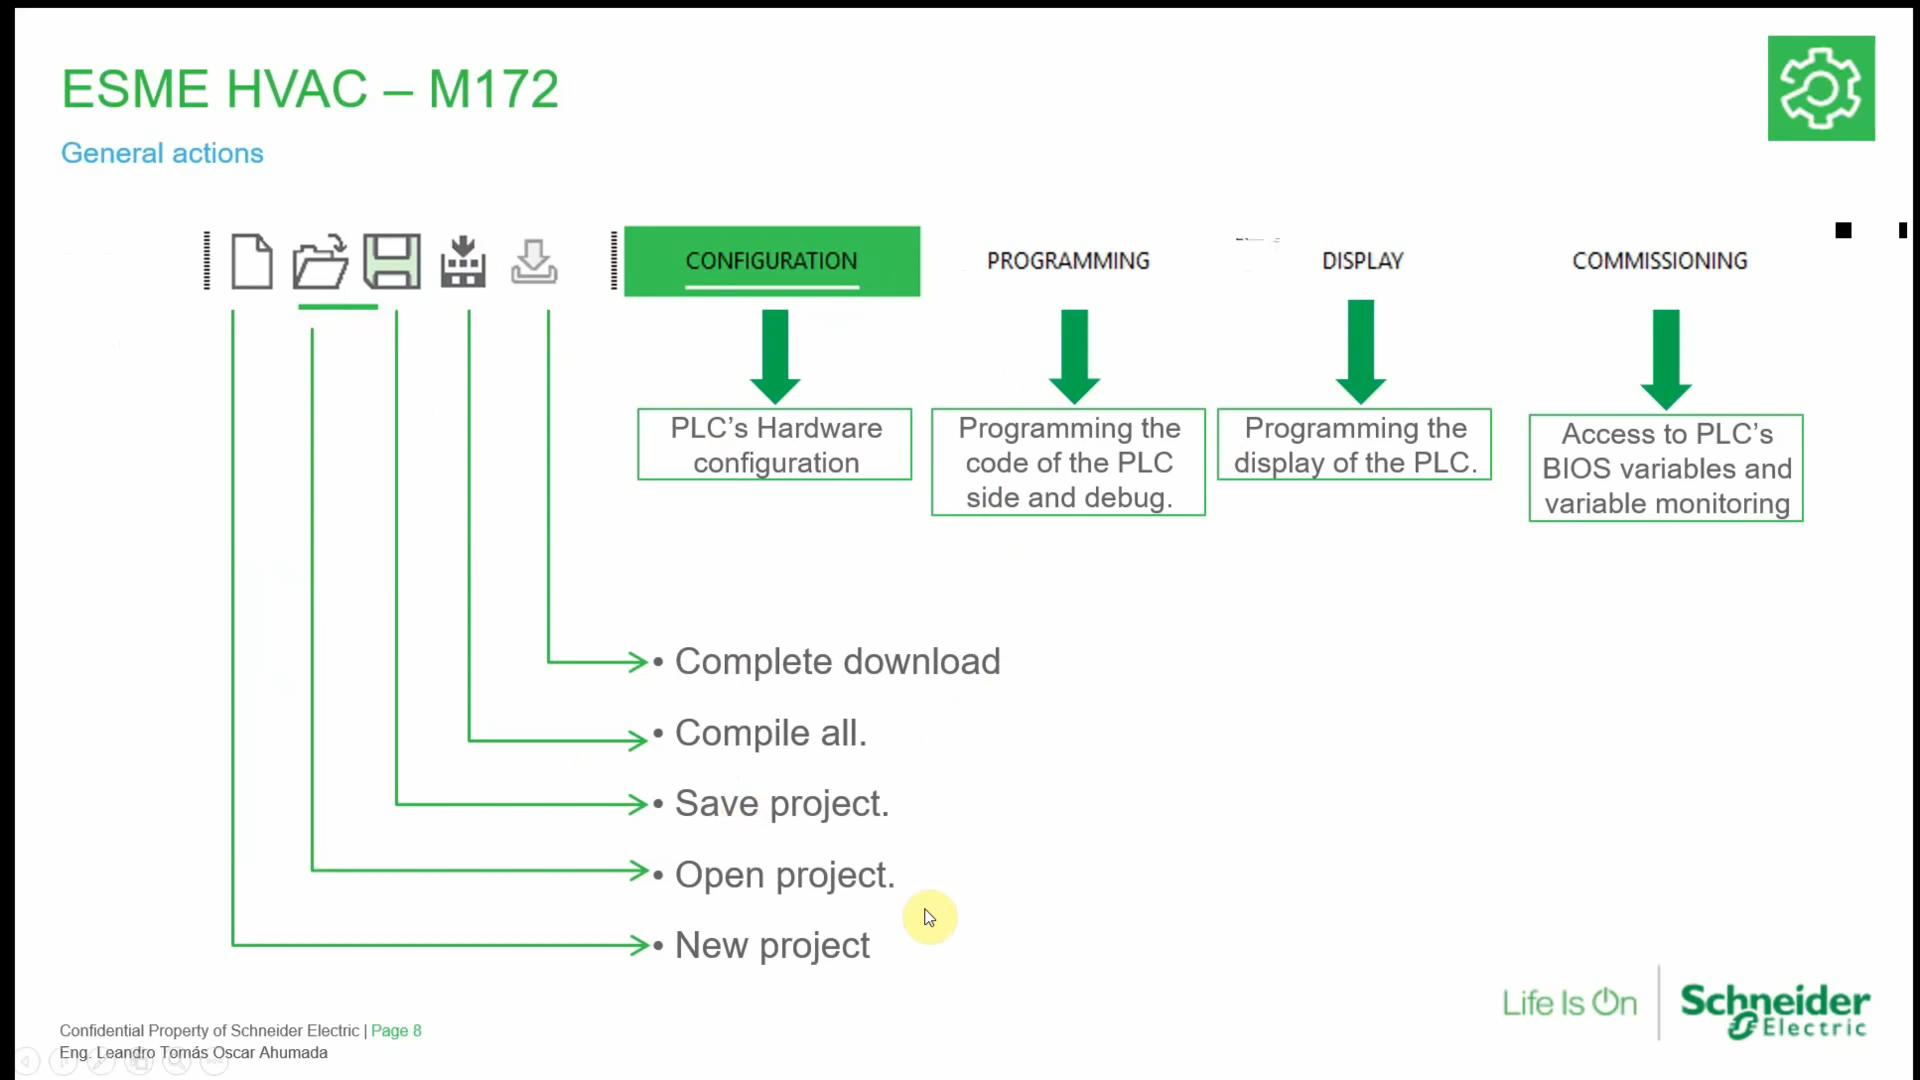 ESME HVAC – M172
General actions
CONFIGURATION
PROGRAMMING
DISPLAY
COMMISSIONING
PLC’s Hardware
configuration
Programming the
code of the PLC
side and debug.
Programming the
display of the PLC.
Access to PLC’s
BIOS variables and
variable monitoring
• Complete download
• Compile all.
• Save project.
• Open project.
• New project
Confidential Property of Schneider Electric | Page 8
Eng. Leandro Tomás Oscar Ahumada
Life Is On
Schneider
Electric